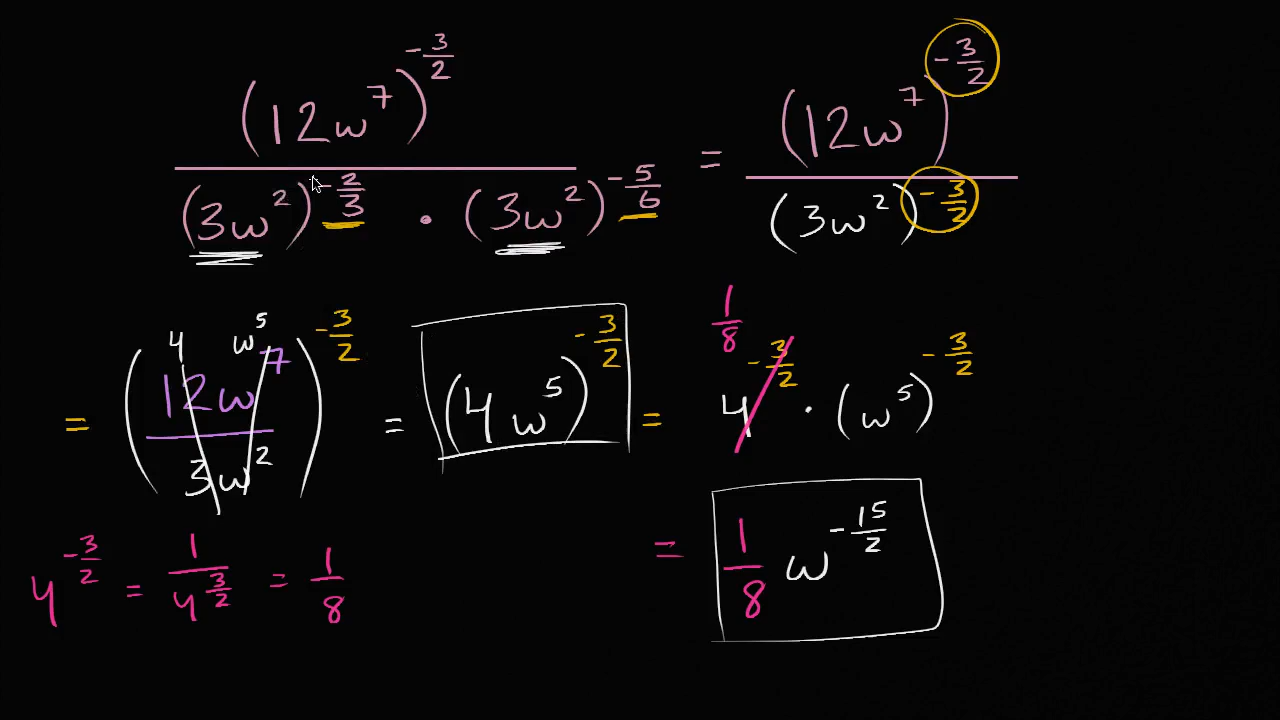 (12w^7)^(-3/2) / ((3w^2)^(-2/3) · (3w^2)^(-5/6)) = (12w^7)^(-3/2) / (3w^2)^(-3/2)
= (12w^7 / 3w^2)^(-3/2) 4 w^5 = (4w^5)^(-3/2) = 1/8 4^(-3/2) · (w^5)^(-3/2)
4^(-3/2) = 1/4^(3/2) = 1/8
= 1/8 w^(-15/2)